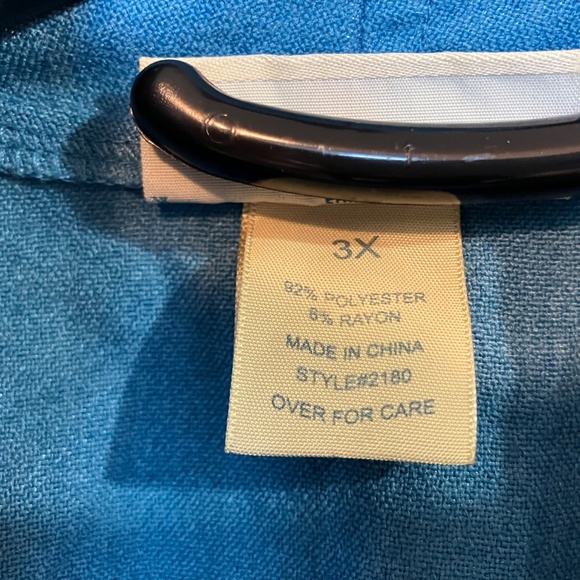 3X
92% POLYESTER
8% RAYON
MADE IN CHINA
STYLE#2180
OVER FOR CARE